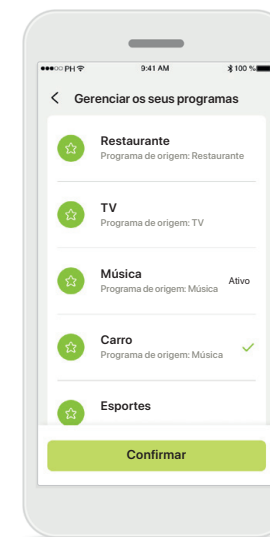 PH 9:41 AM 100 %
Gerenciar os seus programas
Restaurante
Programa de origem: Restaurante
TV
Programa de origem: TV
Música
Programa de origem: Música
Ativo
Carro
Programa de origem: Música
Esportes
Confirmar